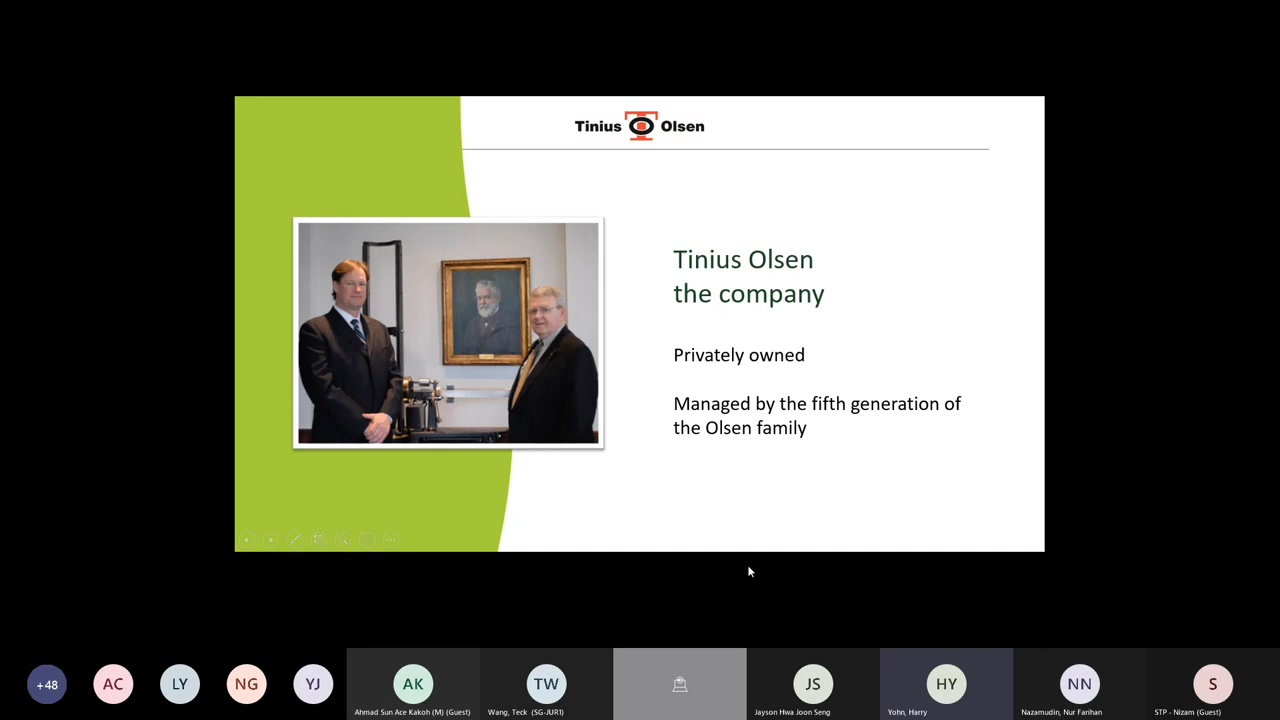 Tinius Olsen
Tinius Olsen
the company
Privately owned
Managed by the fifth generation of
the Olsen family
+48
AC
LY
NG
YJ
AK
Ahmad Sun Ace Kakoh (M) (Guest)
TW
Wang, Teck (SG-JUR1)
JS
Jayson Hwa Joon Seng
HY
Yohn, Harry
NN
Nazamudin, Nur Farihan
S
STP - Nizam (Guest)